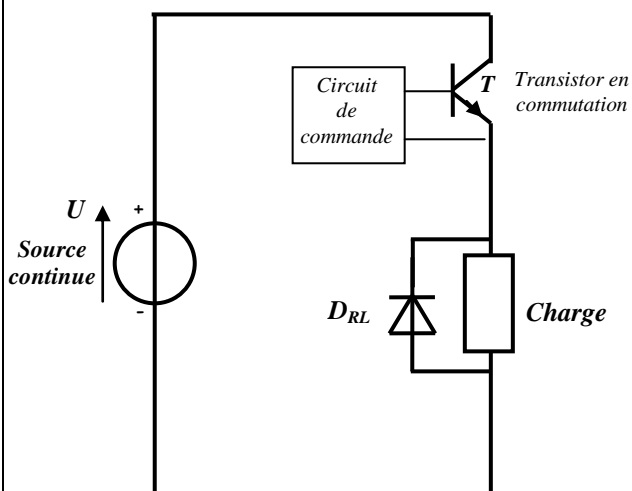 Circuit
de
commande
T
Transistor en
commutation
U
+
Source
continue
-
D_RL
Charge